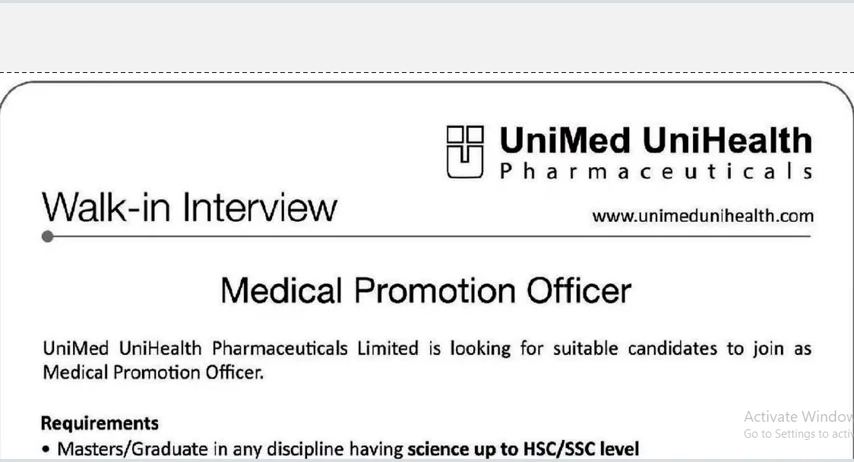 UniMed UniHealth
Pharmaceuticals
Walk-in Interview
www.unimedunihealth.com
Medical Promotion Officer
UniMed UniHealth Pharmaceuticals Limited is looking for suitable candidates to join as
Medical Promotion Officer.
Requirements
• Masters/Graduate in any discipline having science up to HSC/SSC level
Activate Window
Go to Settings to activ